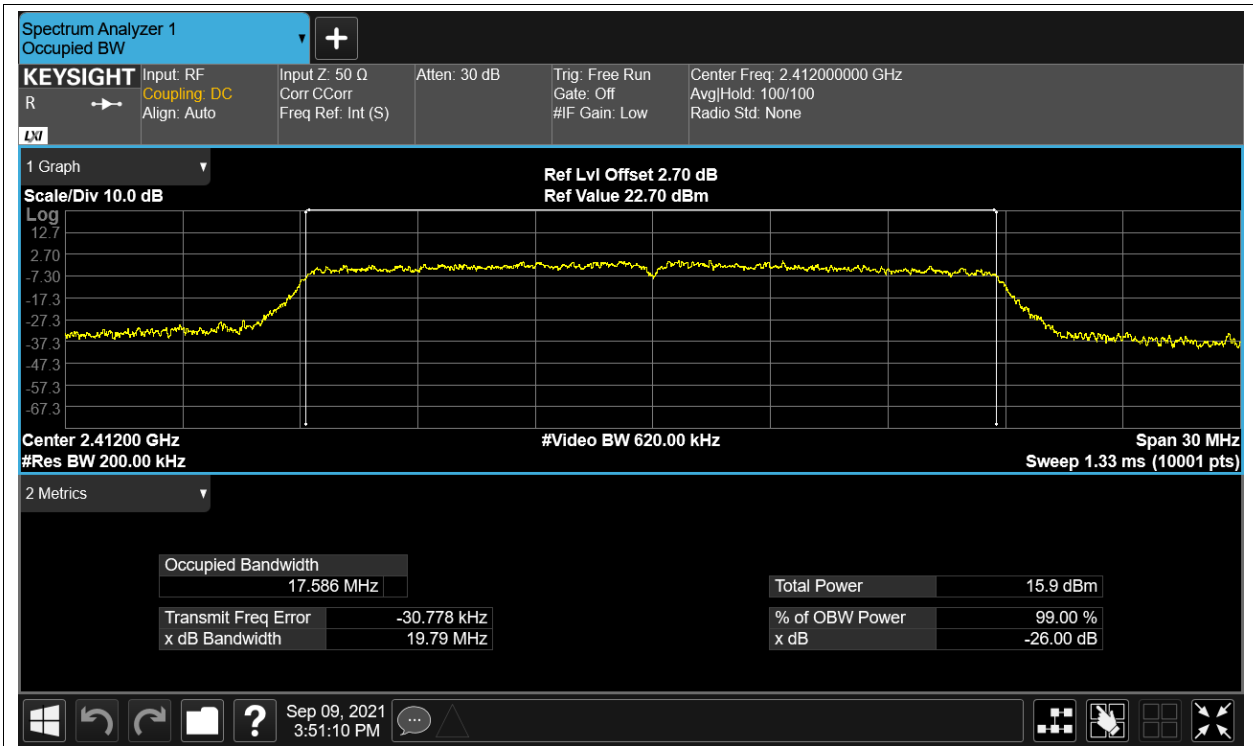 Spectrum Analyzer 1
Occupied BW
KEYSIGHT
R
LXI
Input: RF
Coupling: DC
Align: Auto
Input Z: 50 Ω
Corr CCorr
Freq Ref: Int (S)
Atten: 30 dB
Trig: Free Run
Gate: Off
#IF Gain: Low
Center Freq: 2.412000000 GHz
Avg|Hold: 100/100
Radio Std: None
1 Graph
Scale/Div 10.0 dB
Ref Lvl Offset 2.70 dB
Ref Value 22.70 dBm
Log
12.7
2.70
-7.30
-17.3
-27.3
-37.3
-47.3
-57.3
-67.3
Center 2.41200 GHz
#Video BW 620.00 kHz
Span 30 MHz
#Res BW 200.00 kHz
Sweep 1.33 ms (10001 pts)
2 Metrics
Occupied Bandwidth
17.586 MHz
Total Power 15.9 dBm
Transmit Freq Error -30.778 kHz
% of OBW Power 99.00 %
x dB Bandwidth 19.79 MHz
x dB -26.00 dB
Sep 09, 2021
3:51:10 PM